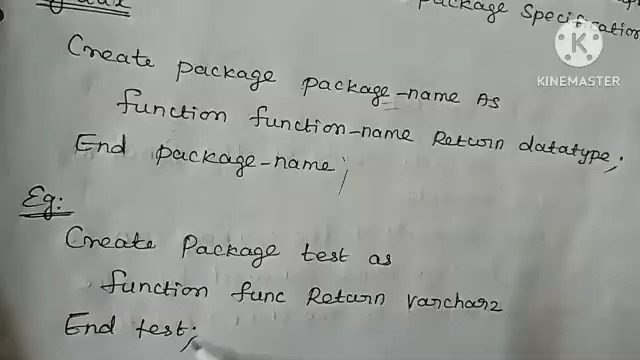 Package Specification
Create package package-name As
function function-name Return datatype;
End package-name;
Eg:
Create Package test as
function func Return varchar2
End test;
KINEMASTER